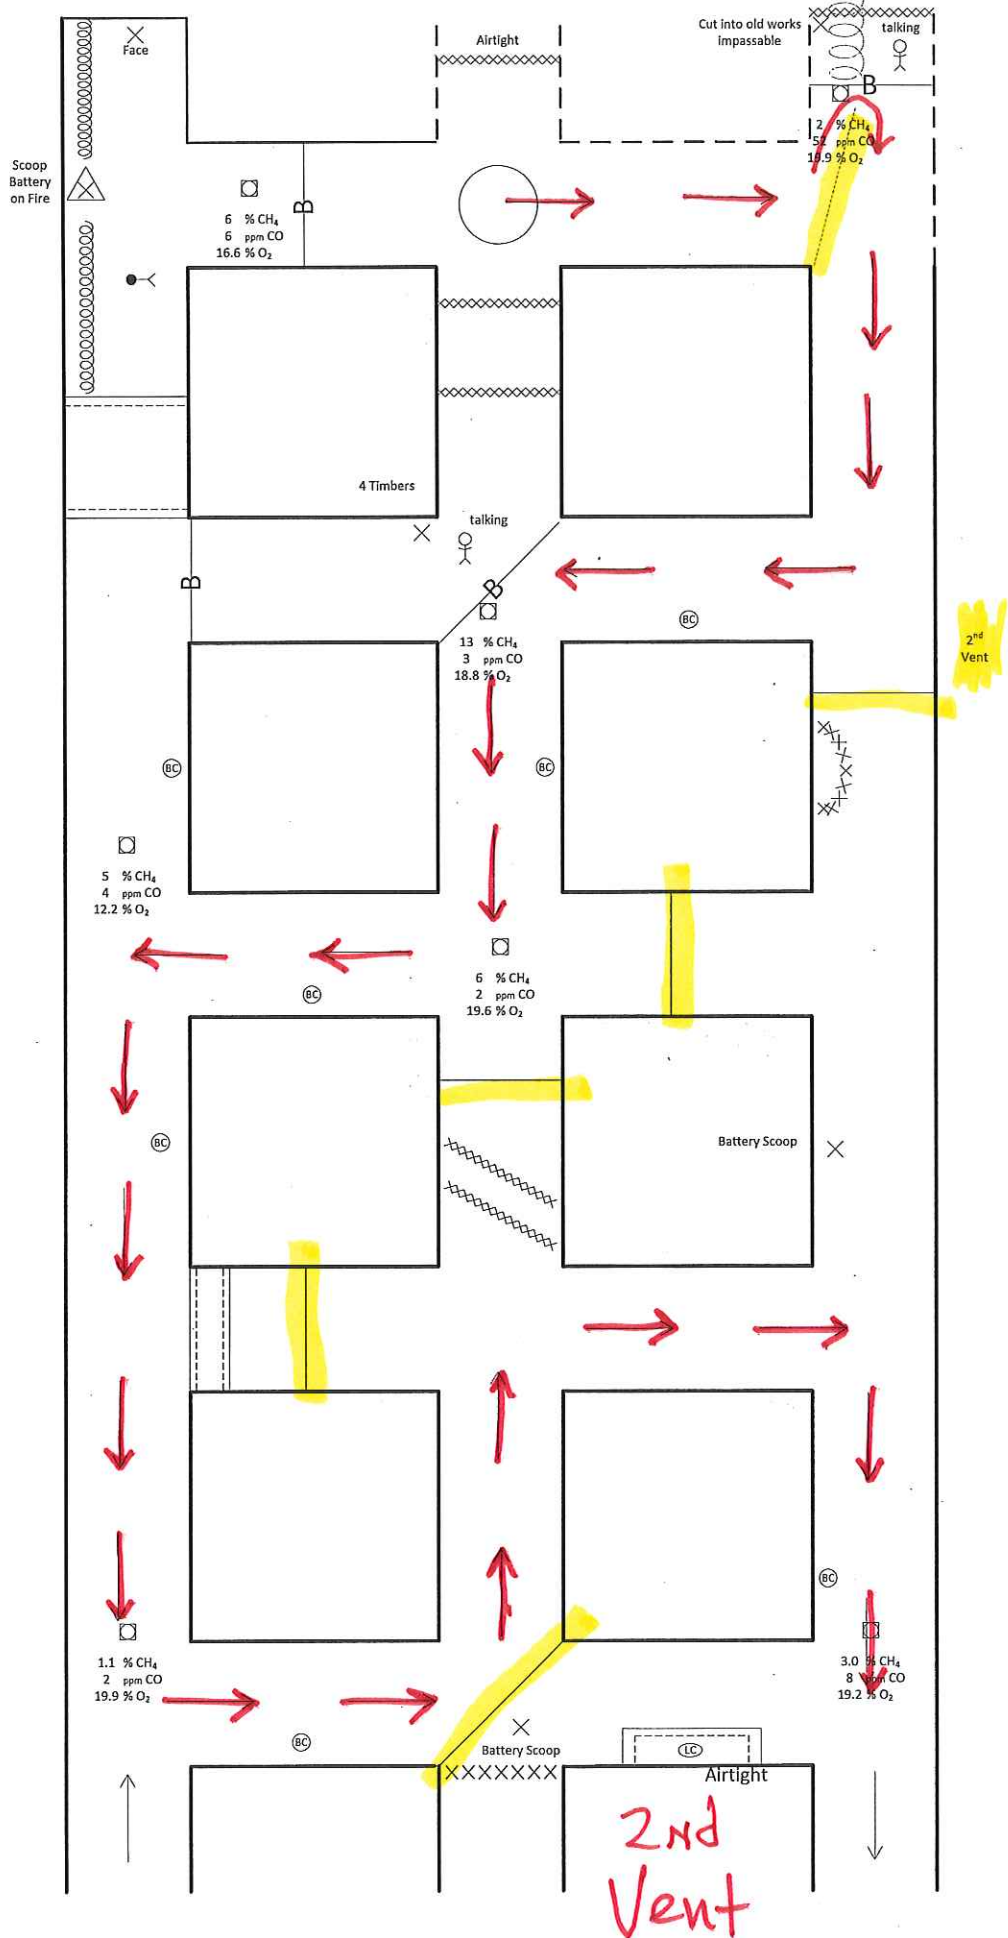 Face
Airtight
Cut into old works
impassable
talking
B
2 % CH₄
52 ppm CO
19.9 % O₂
Scoop
Battery
on Fire
B
6 % CH₄
6 ppm CO
16.6 % O₂
4 Timbers
talking
B
B
13 % CH₄
3 ppm CO
18.8 % O₂
BC
2nd
Vent
BC
BC
5 % CH₄
4 ppm CO
12.2 % O₂
6 % CH₄
2 ppm CO
19.6 % O₂
BC
BC
Battery Scoop
BC
1.1 % CH₄
2 ppm CO
19.9 % O₂
3.0 % CH₄
8 ppm CO
19.2 % O₂
BC
Battery Scoop
LC
Airtight
2nd
Vent